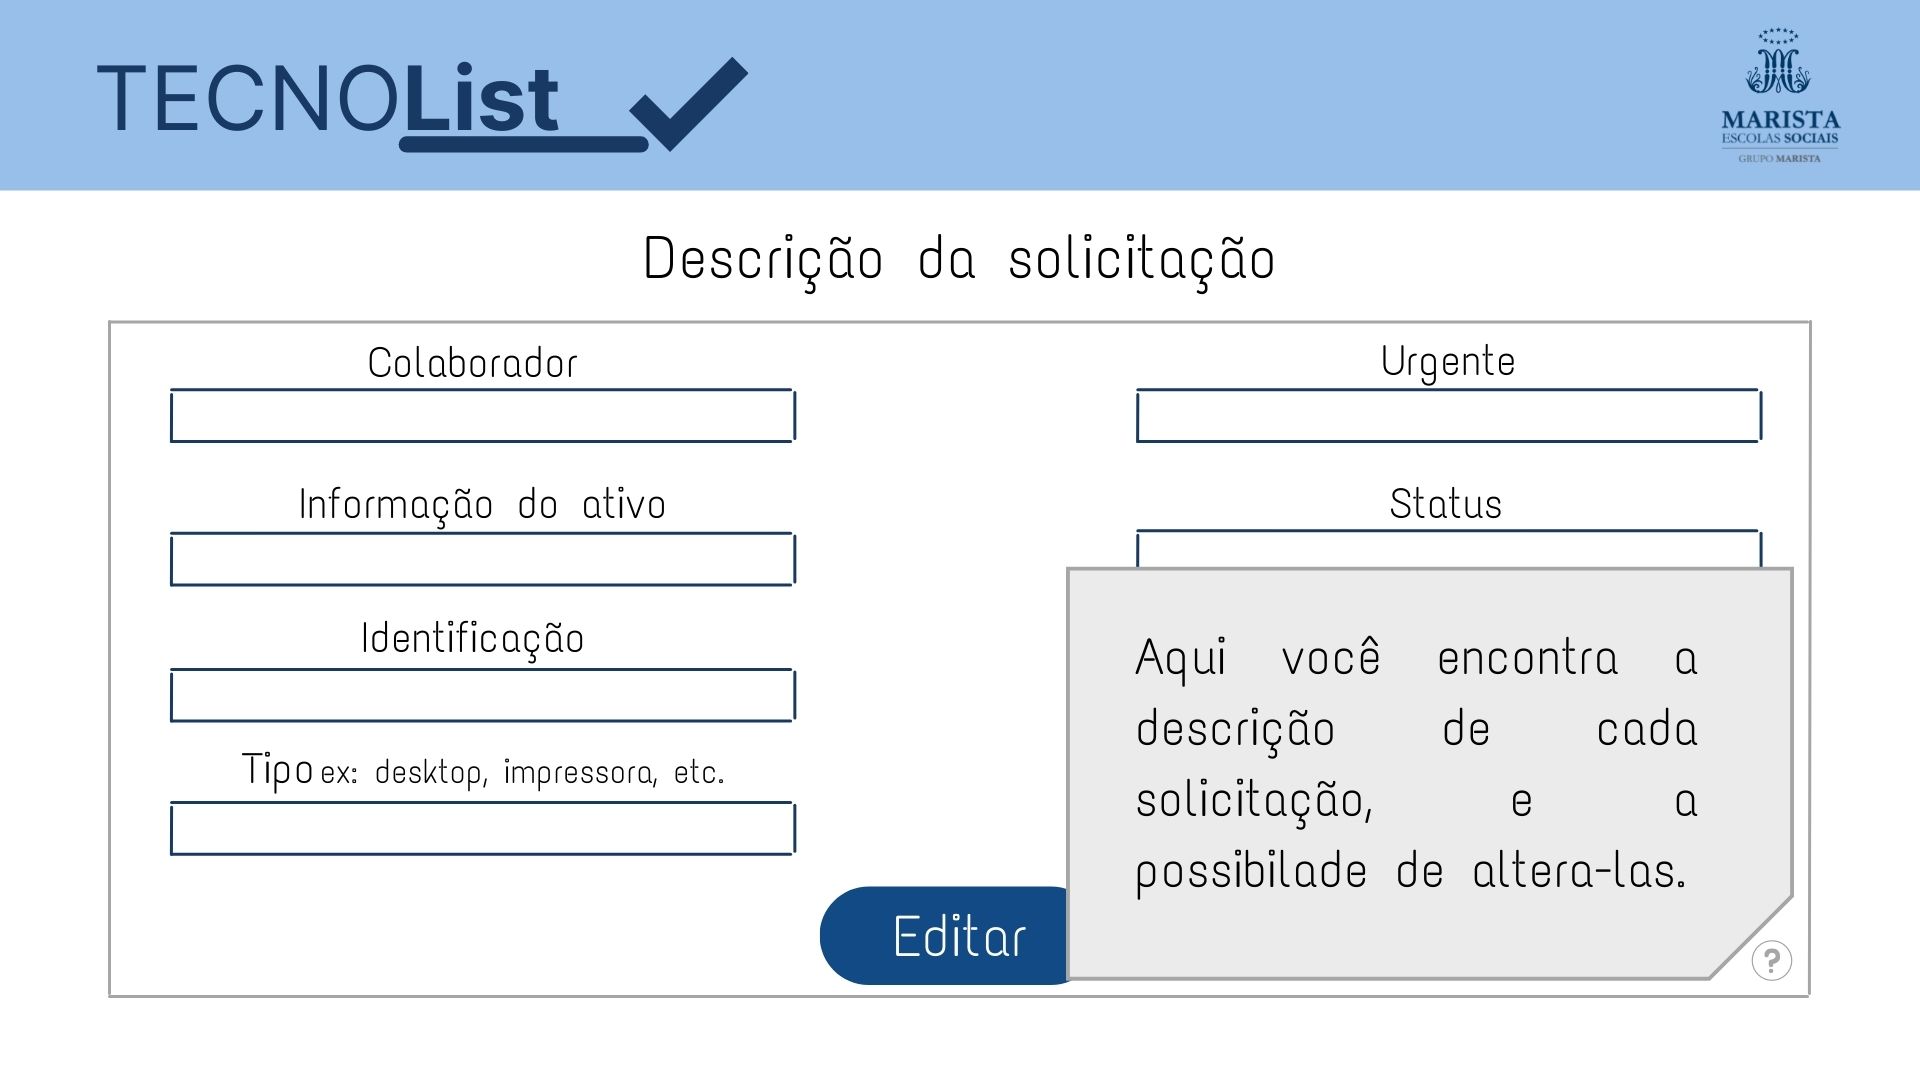 TECNOList
MARISTA
ESCOLAS SOCIAIS
GRUPO MARISTA
Descrição da solicitação
Colaborador
Urgente
Informação do ativo
Status
Identificação
Tipo ex: desktop, impressora, etc.
Aqui você encontra a
descrição de cada
solicitação, e a
possibilade de altera-las.
Editar
?